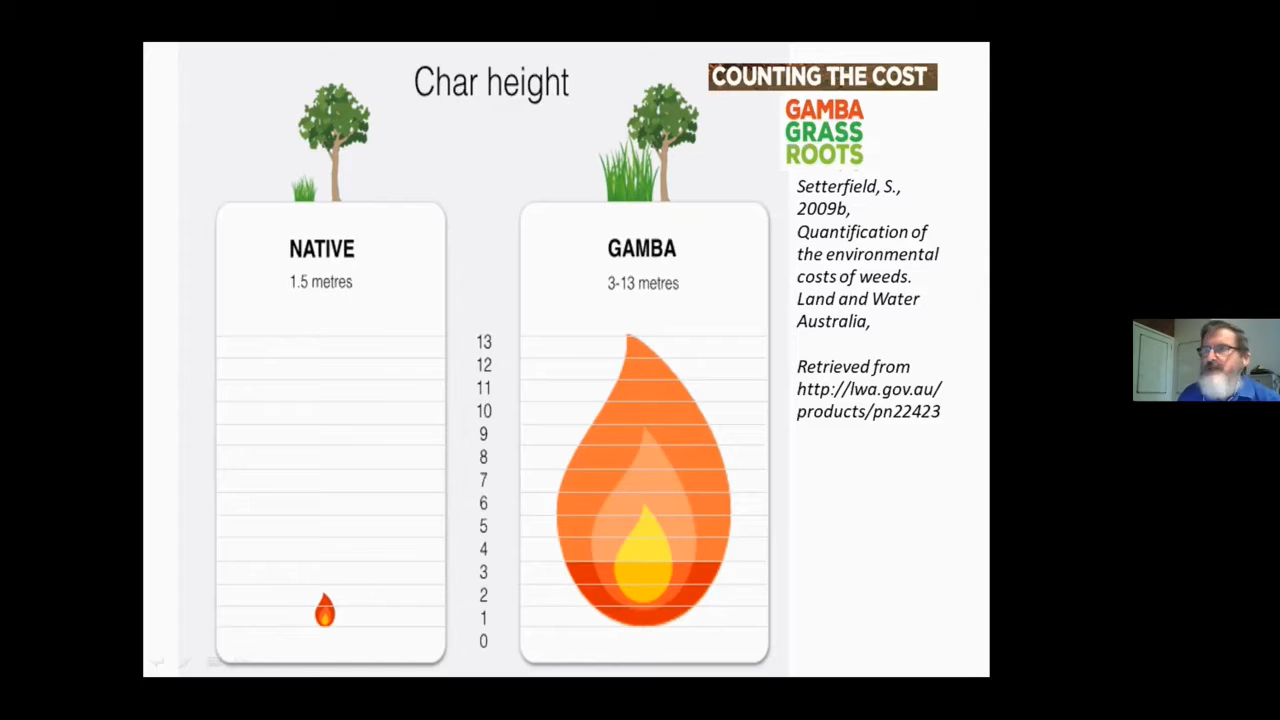 Char height
COUNTING THE COST
GAMBA
GRASS
ROOTS
NATIVE
1.5 metres
GAMBA
3-13 metres
13
12
11
10
9
8
7
6
5
4
3
2
1
0
Setterfield, S.,
2009b,
Quantification of
the environmental
costs of weeds.
Land and Water
Australia,
Retrieved from
http://lwa.gov.au/
products/pn22423